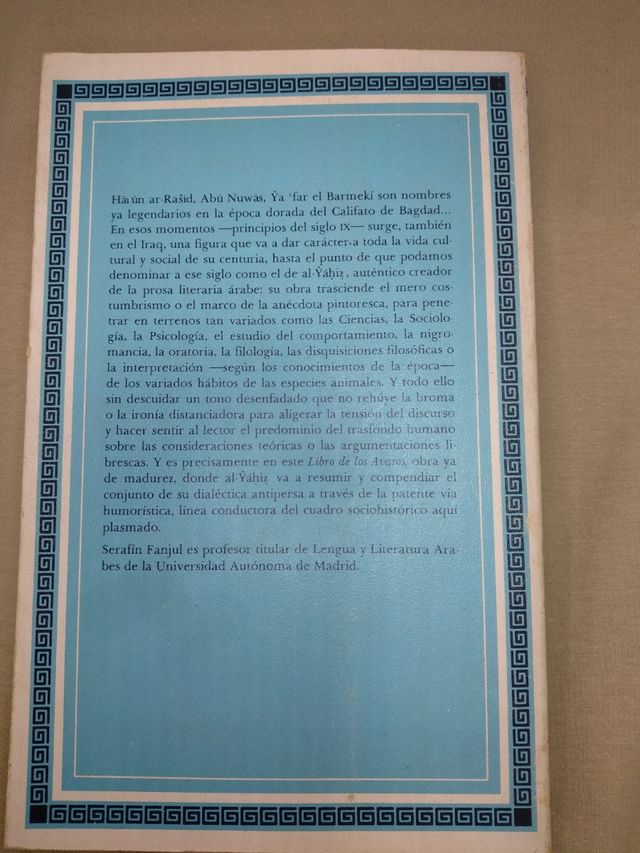 Hārūn ar-Rašīd, Abū Nuwās, Ŷa ‘far el Barmekí son nombres
ya legendarios en la época dorada del Califato de Bagdad...
En esos momentos —principios del siglo IX— surge, también
en el Iraq, una figura que va a dar carácter a toda la vida cul-
tural y social de su centuria, hasta el punto de que podamos
denominar a ese siglo como el de al-Ŷāḥiẓ, auténtico creador
de la prosa literaria árabe: su obra trasciende el mero cos-
tumbrismo o el marco de la anécdota pintoresca, para pene-
trar en terrenos tan variados como las Ciencias, la Sociolo-
gía, la Psicología, el estudio del comportamiento, la nigro-
mancia, la oratoria, la filología, las disquisiciones filosóficas o
la interpretación —según los conocimientos de la época—
de los variados hábitos de las especies animales. Y todo ello
sin descuidar un tono desenfadado que no rehúye la broma
o la ironía distanciadora para aligerar la tensión del discurso
y hacer sentir al lector el predominio del trasfondo humano
sobre las consideraciones teóricas o las argumentaciones li-
brescas. Y es precisamente en este Libro de los Avaros, obra ya
de madurez, donde al-Ŷāḥiẓ va a resumir y compendiar el
conjunto de su dialéctica antipersa a través de la patente vía
humorística, línea conductora del cuadro sociohistórico aquí
plasmado.
Serafín Fanjul es profesor titular de Lengua y Literatura Ara-
bes de la Universidad Autónoma de Madrid.